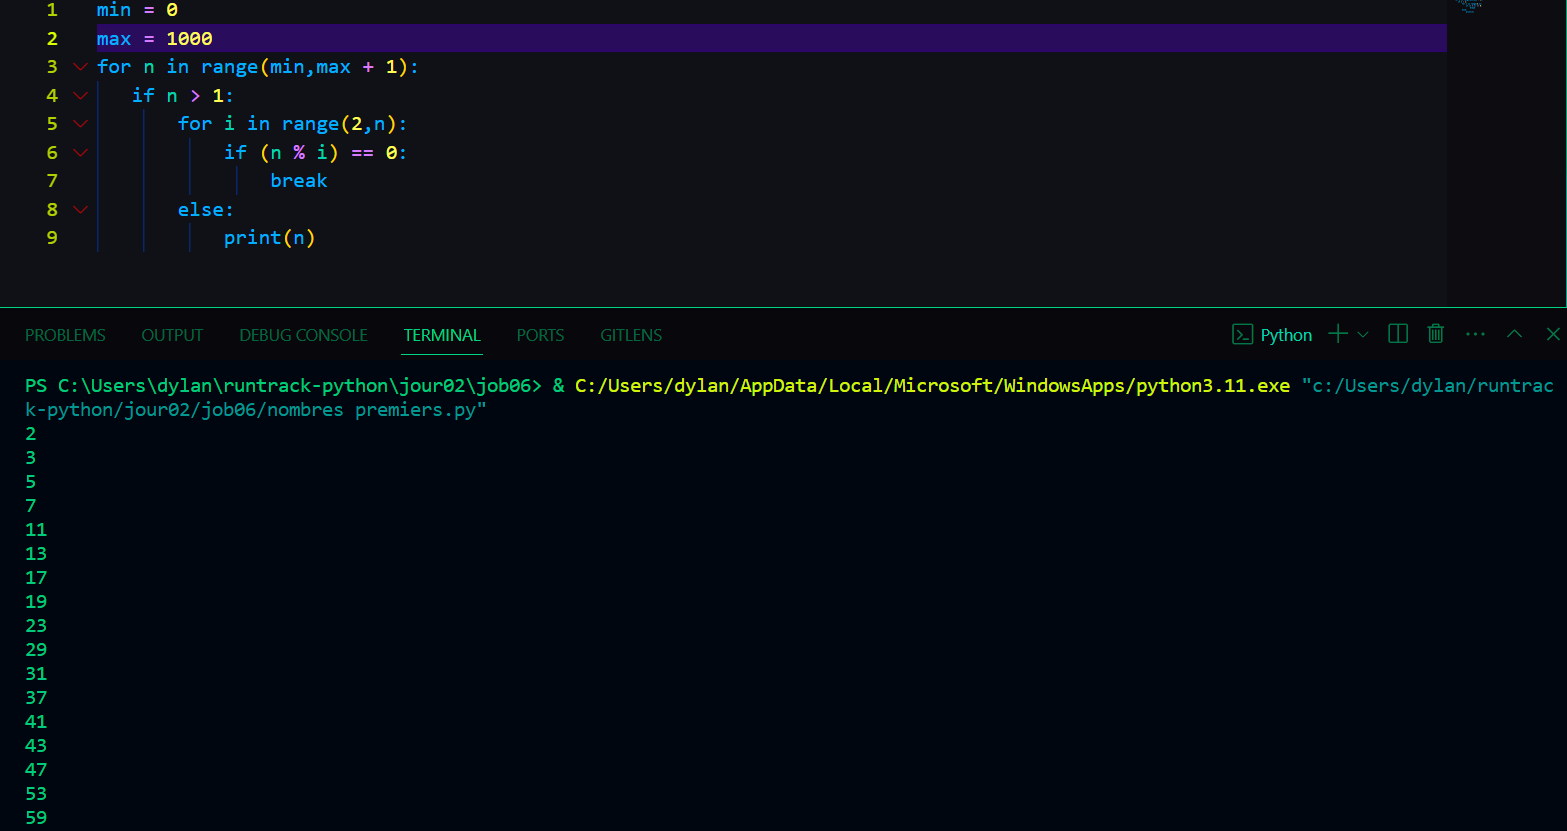 1 min = 0
2 max = 1000
3 for n in range(min,max + 1):
4 if n > 1:
5 for i in range(2,n):
6 if (n % i) == 0:
7 break
8 else:
9 print(n)
PROBLEMS OUTPUT DEBUG CONSOLE TERMINAL PORTS GITLENS Python
PS C:\Users\dylan\runtrack-python\jour02\job06> & C:/Users/dylan/AppData/Local/Microsoft/WindowsApps/python3.11.exe "c:/Users/dylan/runtrac
k-python/jour02/job06/nombres premiers.py"
2
3
5
7
11
13
17
19
23
29
31
37
41
43
47
53
59